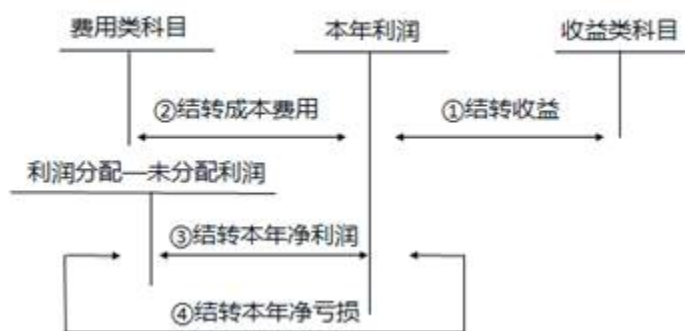 费用类科目
本年利润
收益类科目
②结转成本费用
①结转收益
利润分配—未分配利润
③结转本年净利润
④结转本年净亏损